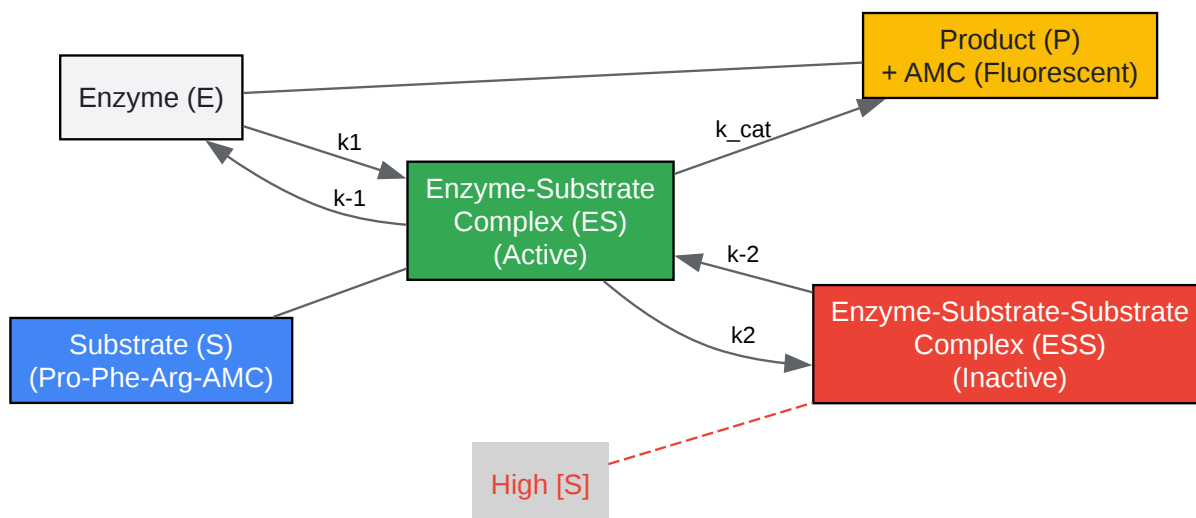 Product (P)
+ AMC (Fluorescent)
Enzyme (E)
k1
k_cat
k-1
Enzyme-Substrate
Complex (ES)
(Active)
k-2
Substrate (S)
(Pro-Phe-Arg-AMC)
k2
Enzyme-Substrate-Substrate
Complex (ESS)
(Inactive)
High [S]